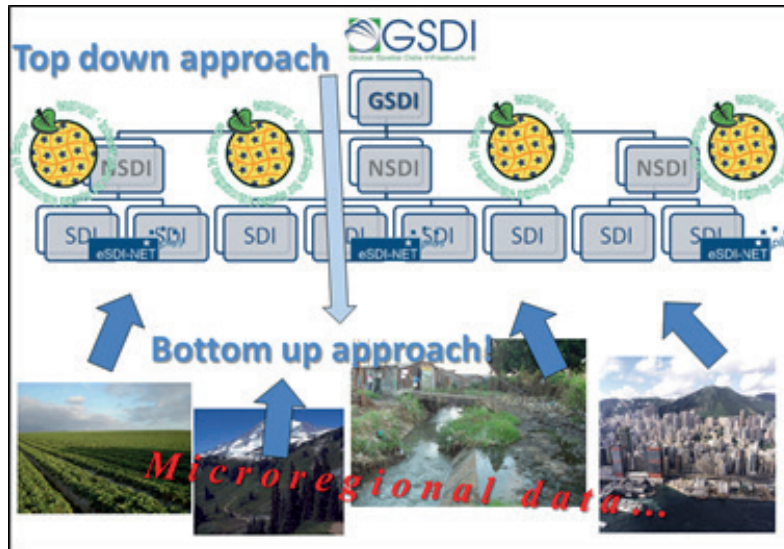 GSDI
Global Spatial Data Infrastructure
Top down approach
GSDI
NSDI
NSDI
NSDI
SDI
SDI
SDI
SDI
SDI
SDI
SDI
SDI
eSDI-NET
eSDI-NET
eSDI-NET
Bottom up approach!
Microregional data...